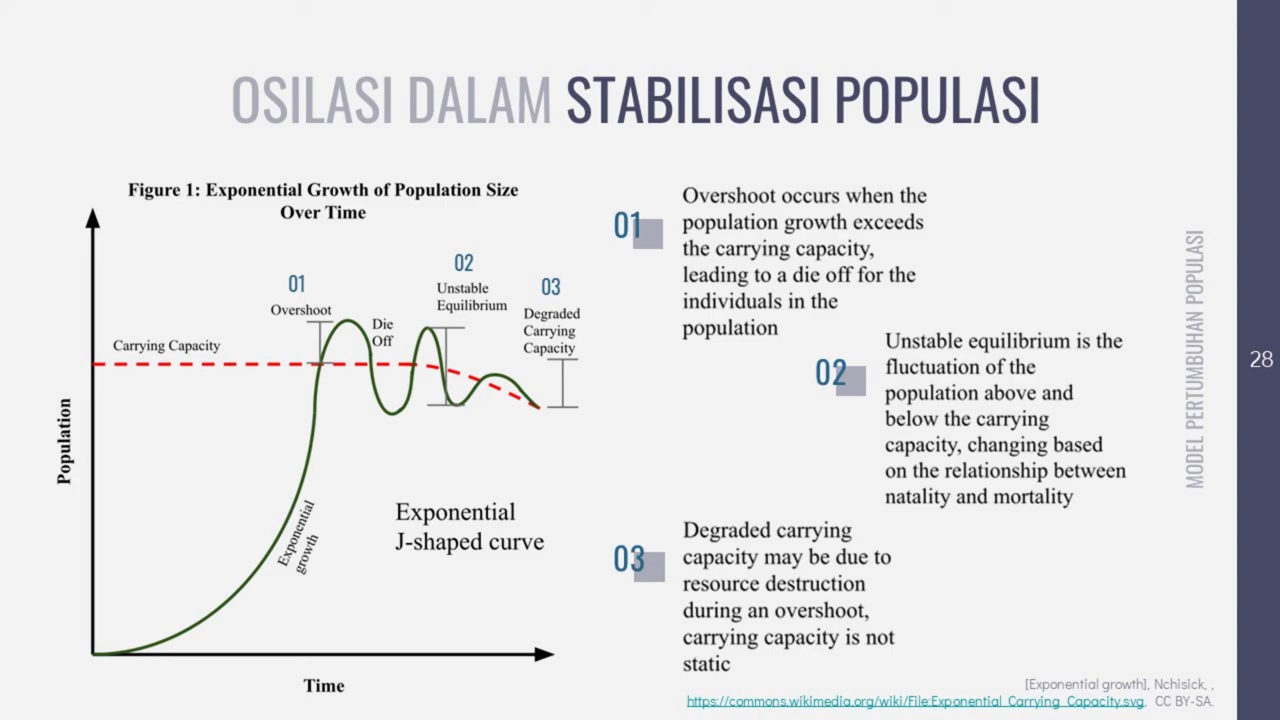 OSILASI DALAM STABILISASI POPULASI
Figure 1: Exponential Growth of Population Size
Over Time
01
Overshoot
Die
Off
02
Unstable
Equilibrium
03
Degraded
Carrying
Capacity
Carrying Capacity
Population
Exponential
growth
Exponential
J-shaped curve
Time
01
Overshoot occurs when the
population growth exceeds
the carrying capacity,
leading to a die off for the
individuals in the
population
02
Unstable equilibrium is the
fluctuation of the
population above and
below the carrying
capacity, changing based
on the relationship between
natality and mortality
03
Degraded carrying
capacity may be due to
resource destruction
during an overshoot,
carrying capacity is not
static
MODEL PERTUMBUHAN POPULASI
28
[Exponential growth], Nchisick, ,
https://commons.wikimedia.org/wiki/File:Exponential_Carrying_Capacity.svg. CC BY-SA.